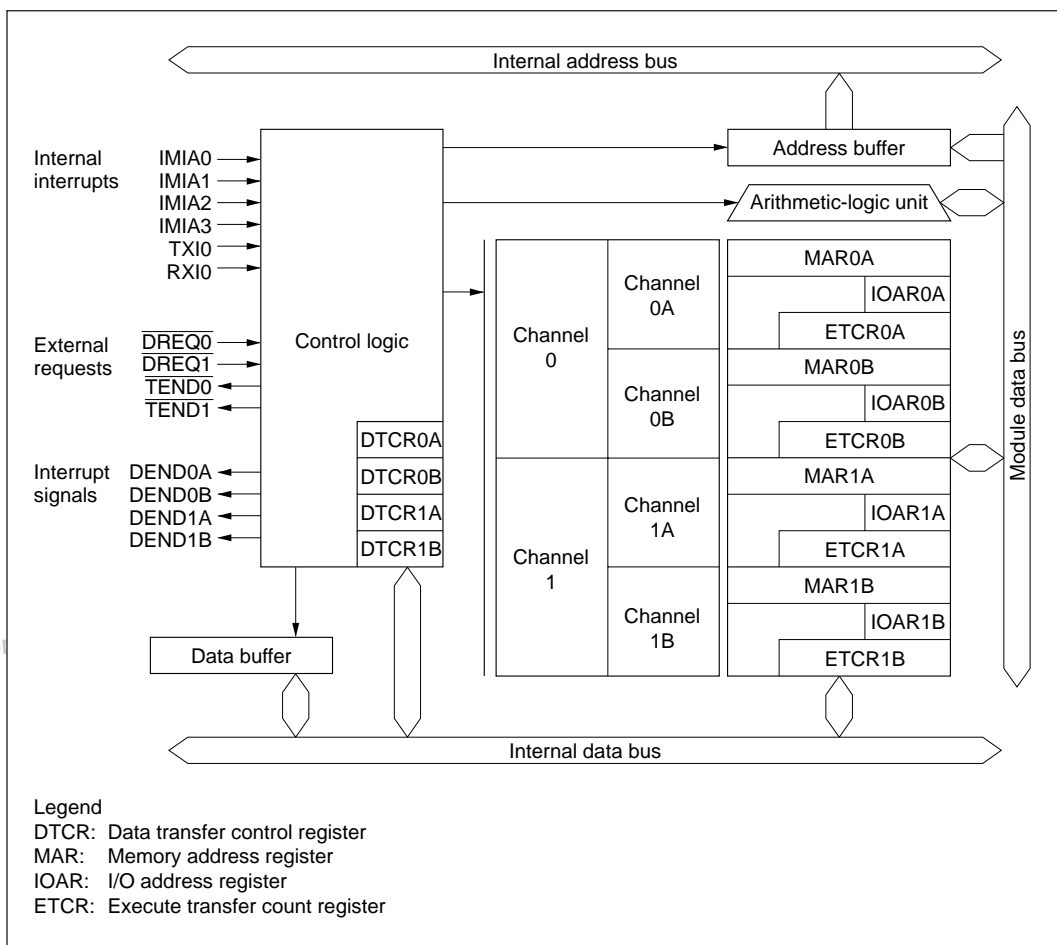 Internal address bus
Internal
interrupts
IMIA0
IMIA1
IMIA2
IMIA3
TXI0
RXI0
External
requests
DREQ0
DREQ1
TEND0
TEND1
Interrupt
signals
DEND0A
DEND0B
DEND1A
DEND1B
Control logic
DTCR0A
DTCR0B
DTCR1A
DTCR1B
Data buffer
Address buffer
Arithmetic-logic unit
Channel
0
Channel
0A
Channel
0B
Channel
1
Channel
1A
Channel
1B
MAR0A
IOAR0A
ETCR0A
MAR0B
IOAR0B
ETCR0B
MAR1A
IOAR1A
ETCR1A
MAR1B
IOAR1B
ETCR1B
Module data bus
Internal data bus
Legend
DTCR: Data transfer control register
MAR: Memory address register
IOAR: I/O address register
ETCR: Execute transfer count register